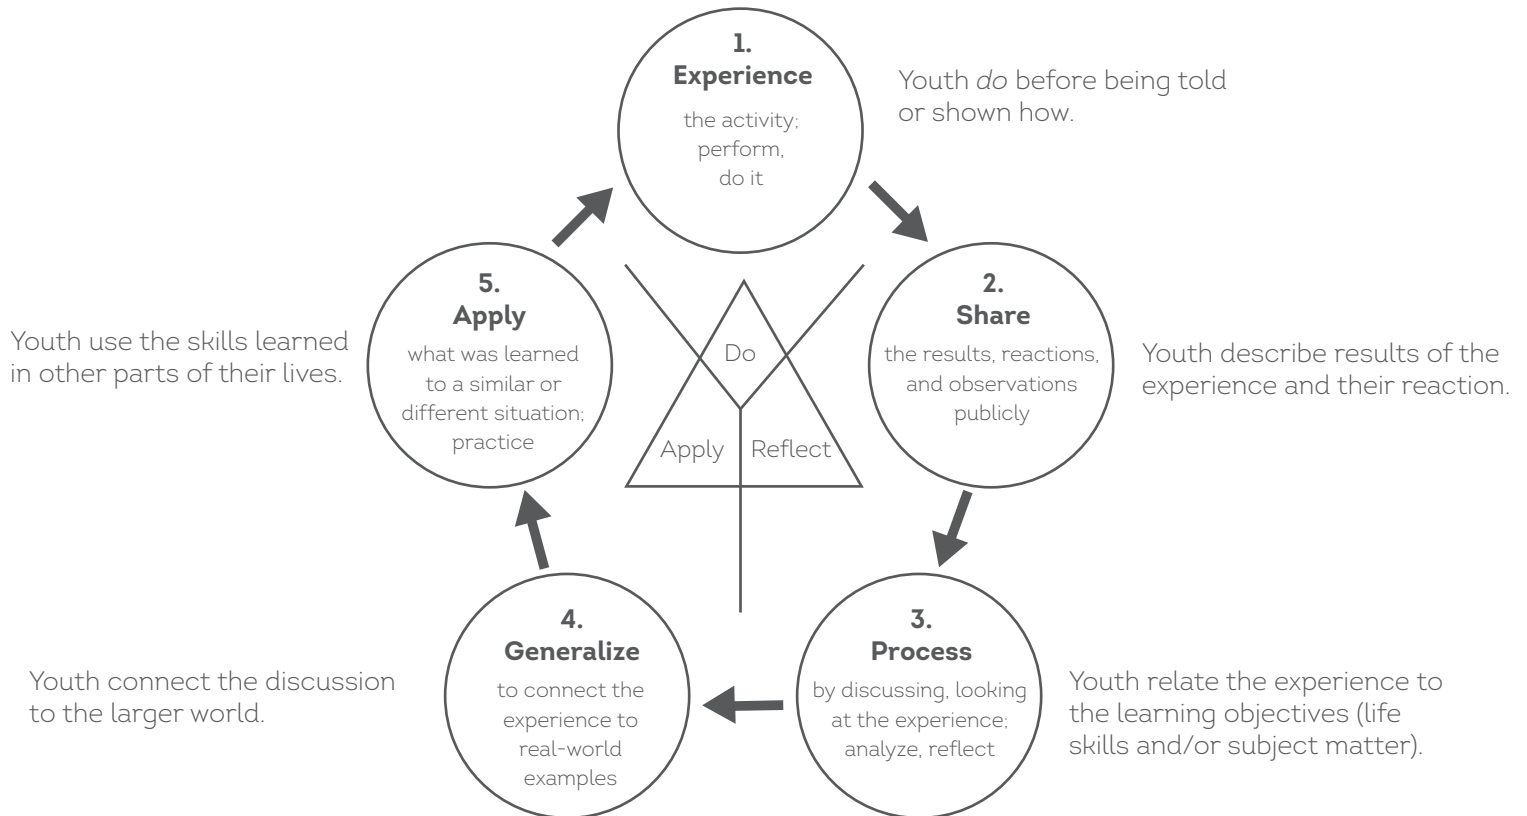 1.
Experience
the activity;
perform,
do it
Youth do before being told
or shown how.
2.
Share
the results, reactions,
and observations
publicly
Youth describe results of the
experience and their reaction.
3.
Process
by discussing, looking
at the experience;
analyze, reflect
Youth relate the experience to
the learning objectives (life
skills and/or subject matter).
4.
Generalize
to connect the
experience to
real-world
examples
Youth connect the discussion
to the larger world.
5.
Apply
what was learned
to a similar or
different situation;
practice
Youth use the skills learned
in other parts of their lives.
Do
Apply
Reflect